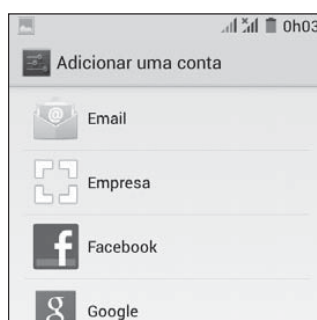 0h03
Adicionar uma conta
@
Email
Empresa
f
Facebook
g
Google